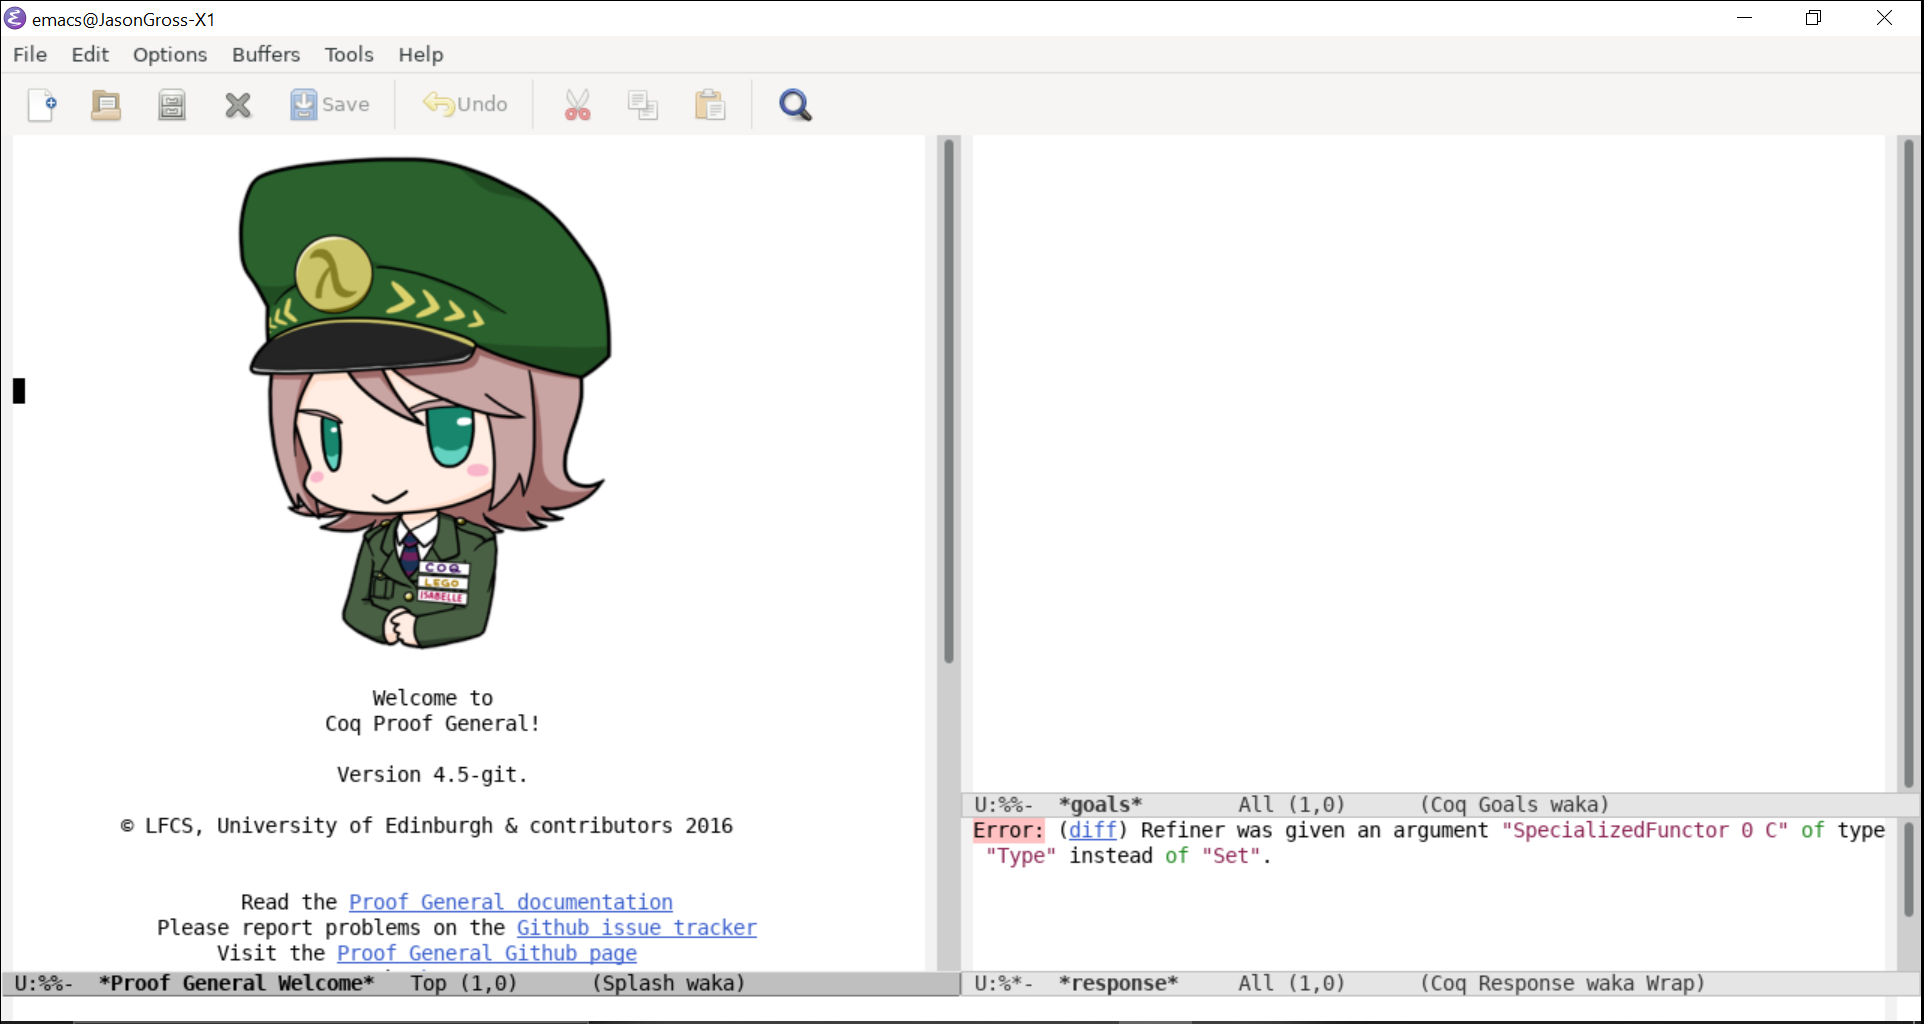 emacs@JasonGross-X1
File Edit Options Buffers Tools Help
Save Undo
λ
COQ
LEGO
ISABELLE
Welcome to
Coq Proof General!
Version 4.5-git.
© LFCS, University of Edinburgh & contributors 2016
Read the Proof General documentation
Please report problems on the Github issue tracker
Visit the Proof General Github page
U:%%-  *Proof General Welcome*   Top (1,0)      (Splash waka)
U:%%-  *goals*        All (1,0)      (Coq Goals waka)
Error: (diff) Refiner was given an argument "SpecializedFunctor 0 C" of type
"Type" instead of "Set".
U:%*-  *response*     All (1,0)      (Coq Response waka Wrap)